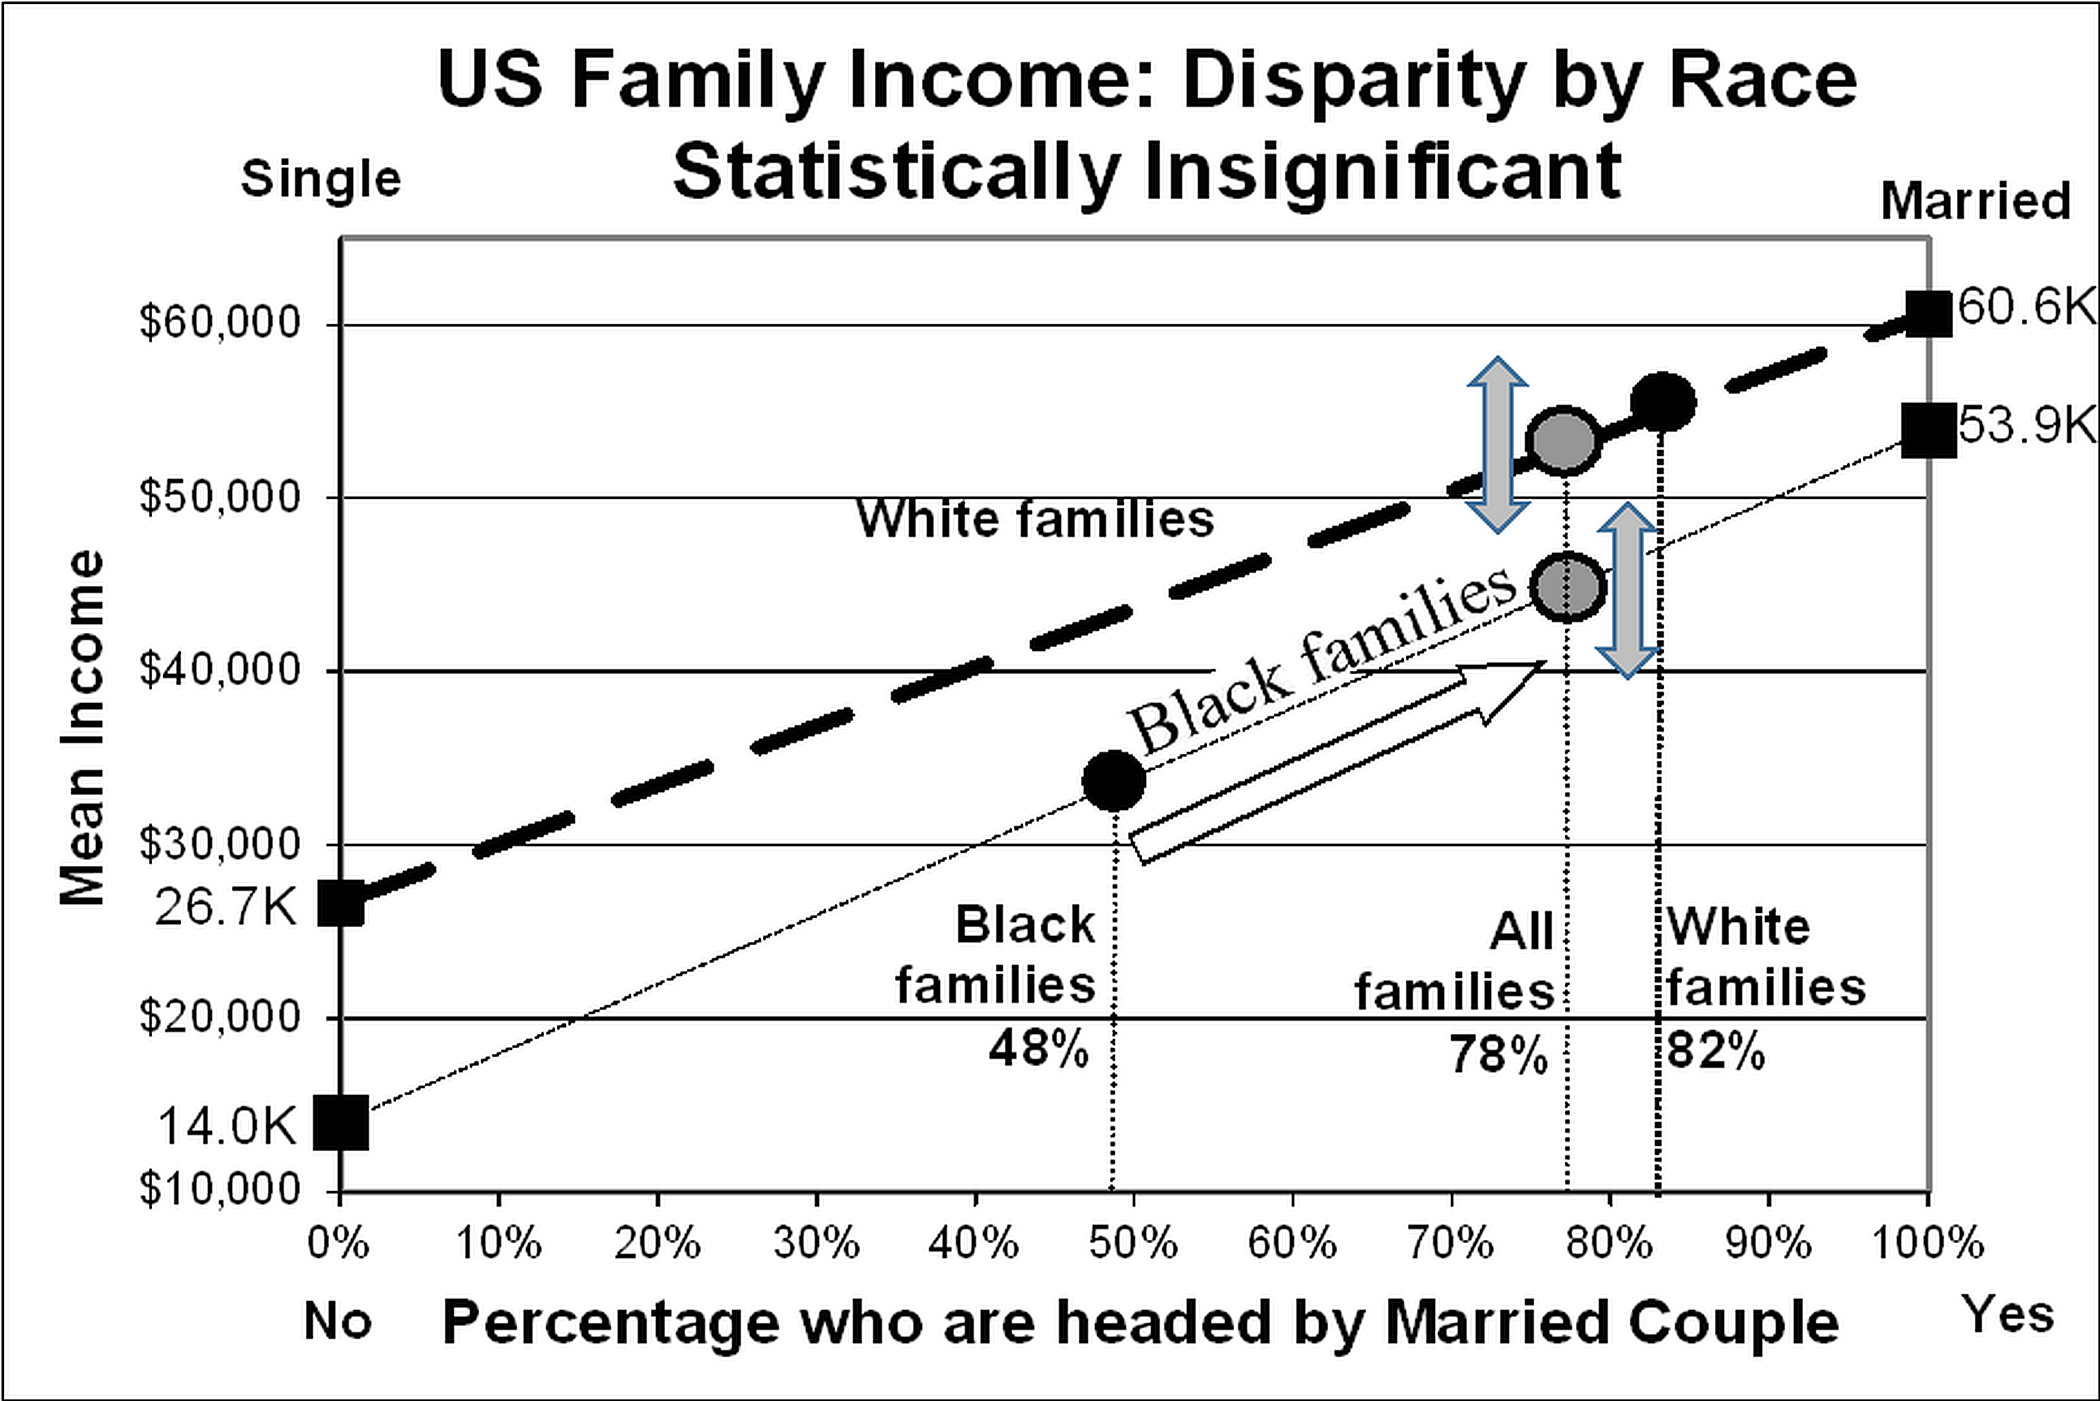 US Family Income: Disparity by Race
Statistically Insignificant
Single
Married
$60,000
60.6K
53.9K
$50,000
White families
Black families
$40,000
Mean Income
$30,000
26.7K
Black
families
48%
All
families
78%
White
families
82%
$20,000
14.0K
$10,000
0% 10% 20% 30% 40% 50% 60% 70% 80% 90% 100%
No Percentage who are headed by Married Couple Yes